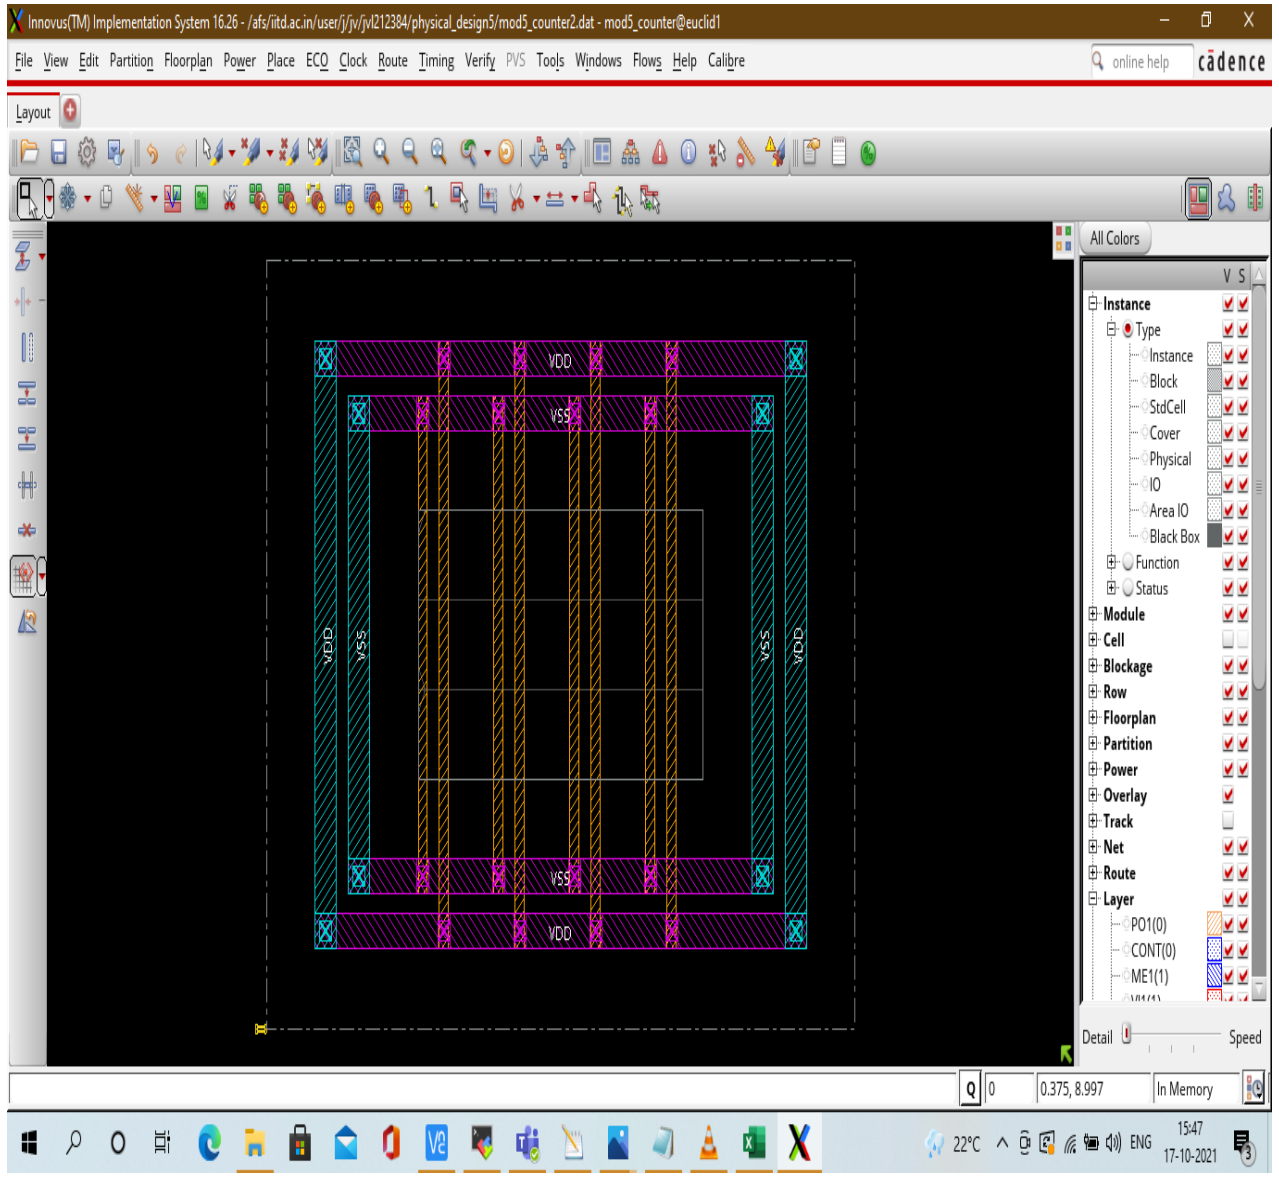 Innovus(TM) Implementation System 16.26 - /afs/iitd.ac.in/user/j/jv/jvl212384/physical_design5/mod5_counter2.dat - mod5_counter@euclid1
File View Edit Partition Floorplan Power Place ECO Clock Route Timing Verify PVS Tools Windows Flows Help Calibre
online help
cādence
Layout
All Colors
V S
Instance
Type
Instance
Block
StdCell
Cover
Physical
IO
Area IO
Black Box
Function
Status
Module
Cell
Blockage
Row
Floorplan
Partition
Power
Overlay
Track
Net
Route
Layer
PO1(0)
CONT(0)
ME1(1)
VI1(1)
Detail
Speed
VDD
VSS
VDD
VSS
VSS
VDD
VSS
VDD
Q
0
0.375, 8.997
In Memory
22°C
ENG
15:47
17-10-2021
3